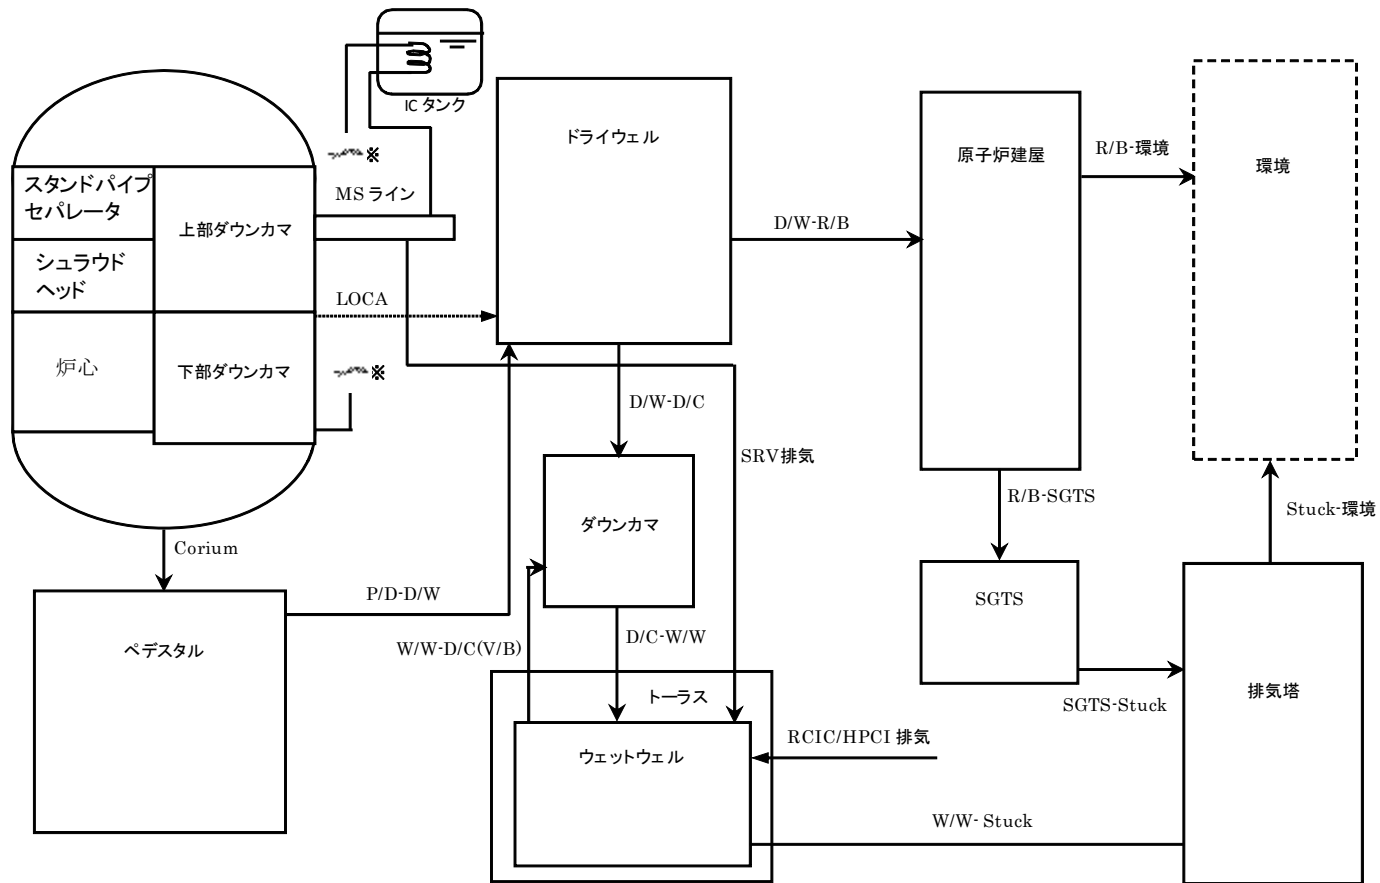 IC タンク
※
スタンドパイプ
セパレータ
上部ダウンカマ
MS ライン
シュラウド
ヘッド
LOCA
炉心
下部ダウンカマ
※
Corium
ペデスタル
P/D-D/W
ドライウェル
D/W-R/B
D/W-D/C
SRV排気
ダウンカマ
W/W-D/C(V/B)
D/C-W/W
トーラス
ウェットウェル
RCIC/HPCI 排気
W/W- Stuck
原子炉建屋
R/B-環境
環境
R/B-SGTS
SGTS
SGTS-Stuck
Stuck-環境
排気塔